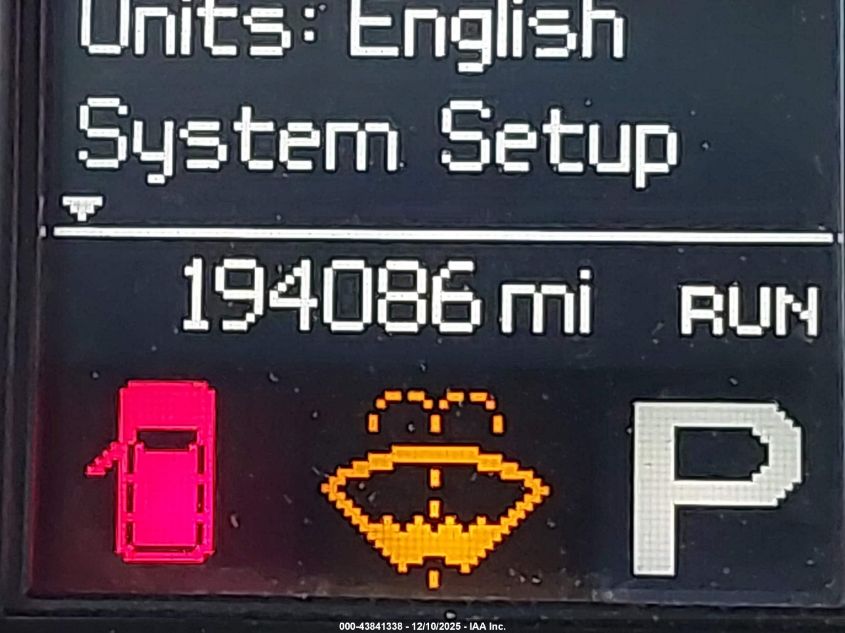 Units: English
System Setup
194086 mi RUN
P
000-43841338 - 12/10/2025 - IAA Inc.